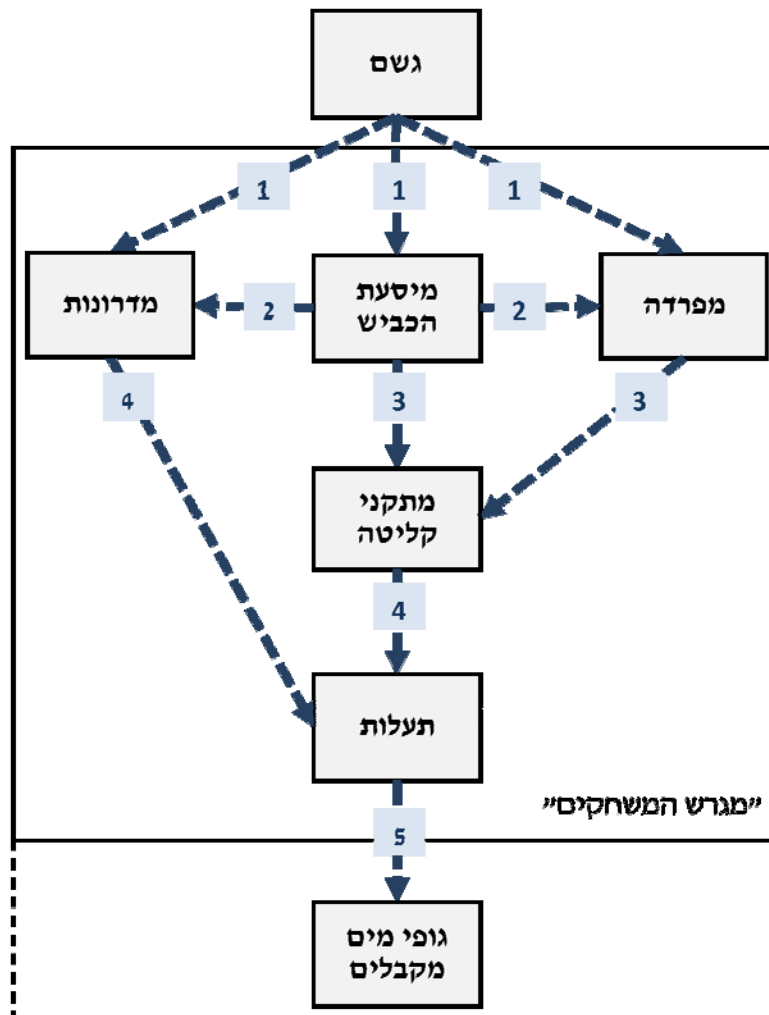 גשם
1
1
1
מפרדה
מיסעת
הכביש
מדרונות
2
2
3
3
4
מתקני
קליטה
4
תעלות
"מגרש המשחקים"
5
גופי מים
מקבלים